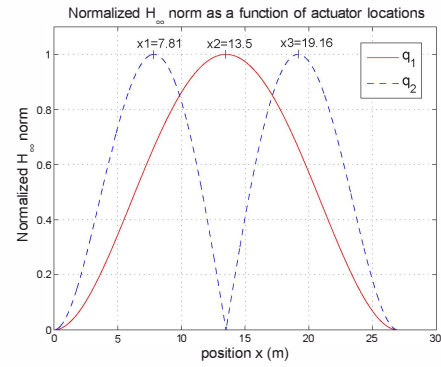 Normalized H∞ norm as a function of actuator locations
x1=7.81 x2=13.5 x3=19.16
q1
q2
1
0.8
0.6
0.4
0.2
0
Normalized H∞ norm
0 5 10 15 20 25 30
position x (m)